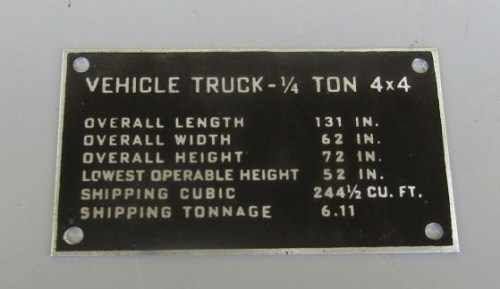 VEHICLE TRUCK-¼ TON 4x4
OVERALL LENGTH 131 IN.
OVERALL WIDTH 62 IN.
OVERALL HEIGHT 72 IN.
LOWEST OPERABLE HEIGHT 52 IN.
SHIPPING CUBIC 244½ CU. FT.
SHIPPING TONNAGE 6.11